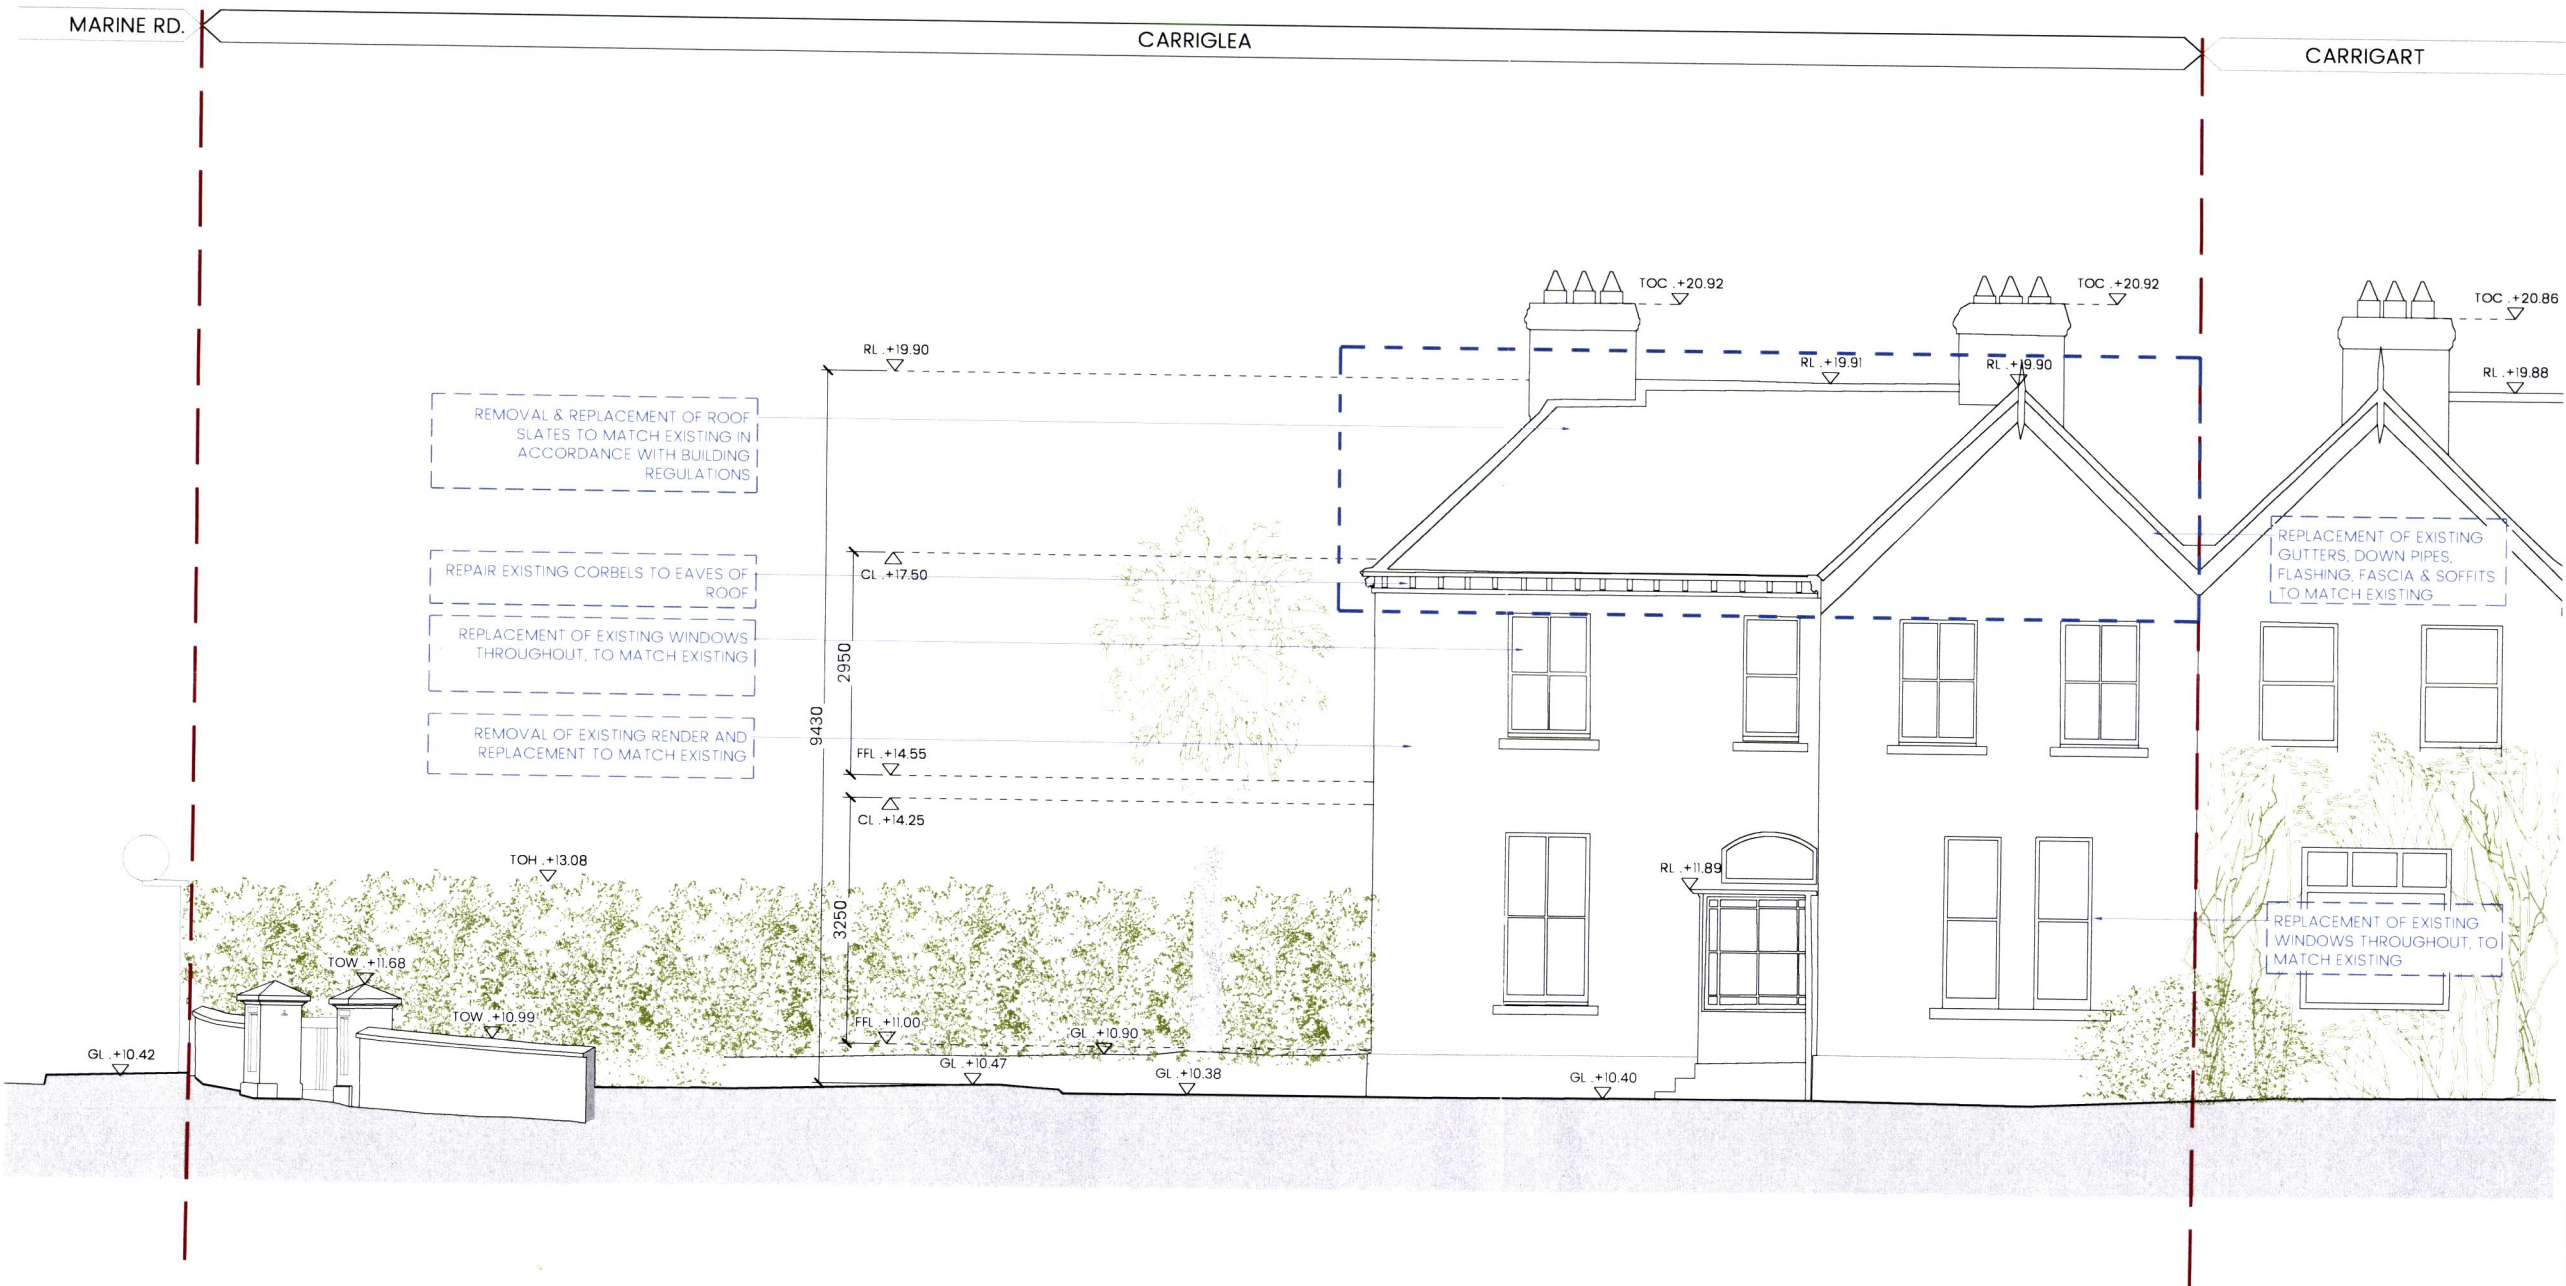 MARINE RD.
CARRIGLEA
CARRIGART
TOC .+20.92
TOC .+20.92
TOC .+20.86
RL .+19.90
RL .+19.91
RL .+19.90
RL .+19.88
REMOVAL & REPLACEMENT OF ROOF
SLATES TO MATCH EXISTING IN
ACCORDANCE WITH BUILDING
REGULATIONS
REPAIR EXISTING CORBELS TO EAVES OF
ROOF
REPLACEMENT OF EXISTING WINDOWS
THROUGHOUT, TO MATCH EXISTING
REMOVAL OF EXISTING RENDER AND
REPLACEMENT TO MATCH EXISTING
CL .+17.50
2950
9430
FFL .+14.55
CL .+14.25
3250
REPLACEMENT OF EXISTING
GUTTERS, DOWN PIPES,
FLASHING, FASCIA & SOFFITS
TO MATCH EXISTING
TOH .+13.08
RL .+11.89
REPLACEMENT OF EXISTING
WINDOWS THROUGHOUT, TO
MATCH EXISTING
TOW .+11.68
TOW .+10.99
FFL .+11.00
GL .+10.90
GL .+10.42
GL .+10.47
GL .+10.38
GL .+10.40